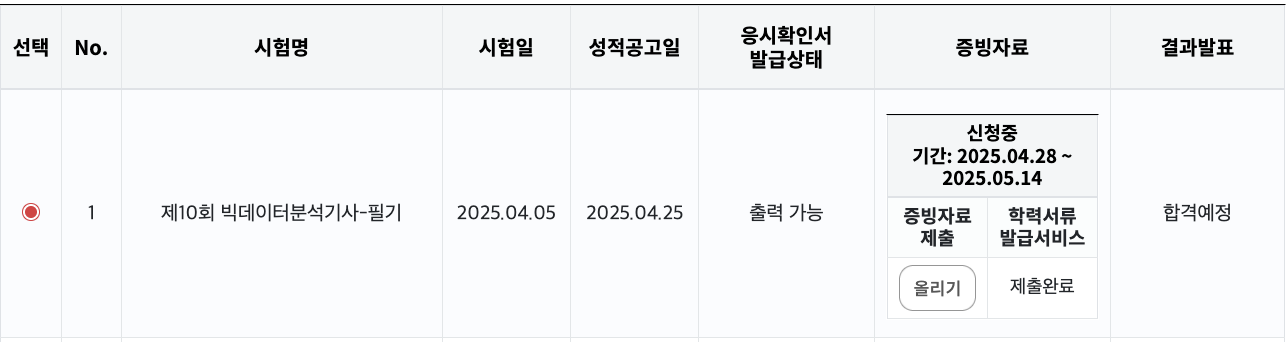 선택 No. 시험명 시험일 성적공고일 응시확인서 증빙자료 결과발표
발급상태
신청중
기간: 2025.04.28 ~
2025.05.14
증빙자료 학력서류
제출 발급서비스
1 제10회 빅데이터분석기사-필기 2025.04.05 2025.04.25 출력 가능 합격예정
올리기 제출완료